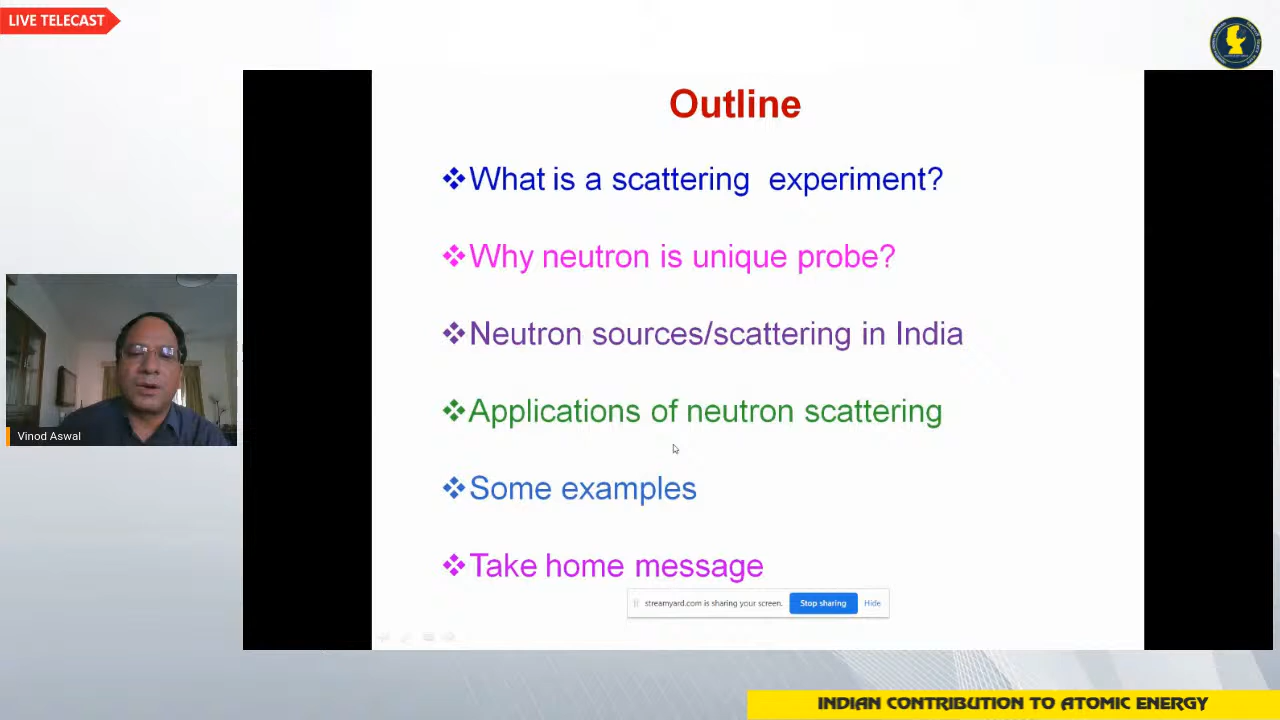 LIVE TELECAST
Outline
❖What is a scattering experiment?
❖Why neutron is unique probe?
❖Neutron sources/scattering in India
❖Applications of neutron scattering
❖Some examples
❖Take home message
streamyard.com is sharing your screen. Stop sharing Hide
Vinod Aswal
INDIAN CONTRIBUTION TO ATOMIC ENERGY